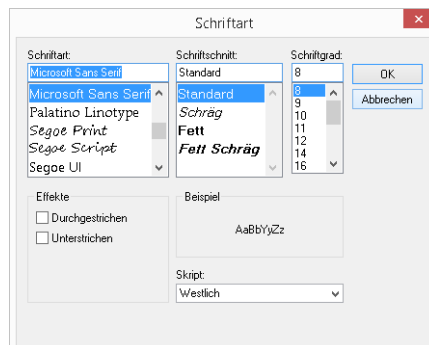 Schriftart
Schriftart:
Microsoft Sans Serif
Microsoft Sans Serif
Palatino Linotype
Segoe Print
Segoe Script
Segoe UI
Schriftschnitt:
Standard
Standard
Schräg
Fett
Fett Schräg
Schriftgrad:
8
8
9
10
11
12
14
16
OK
Abbrechen
Effekte
Durchgestrichen
Unterstrichen
Beispiel
AaBbYyZz
Skript:
Westlich